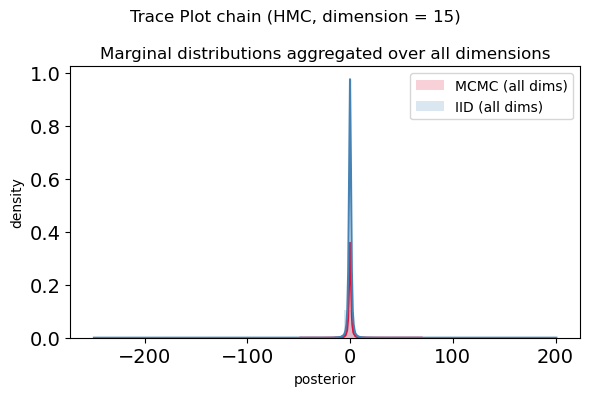 Trace Plot chain (HMC, dimension = 15)
Marginal distributions aggregated over all dimensions
1.0
0.8
0.6
0.4
0.2
0.0
density
MCMC (all dims)
IID (all dims)
−200
−100
0
100
200
posterior